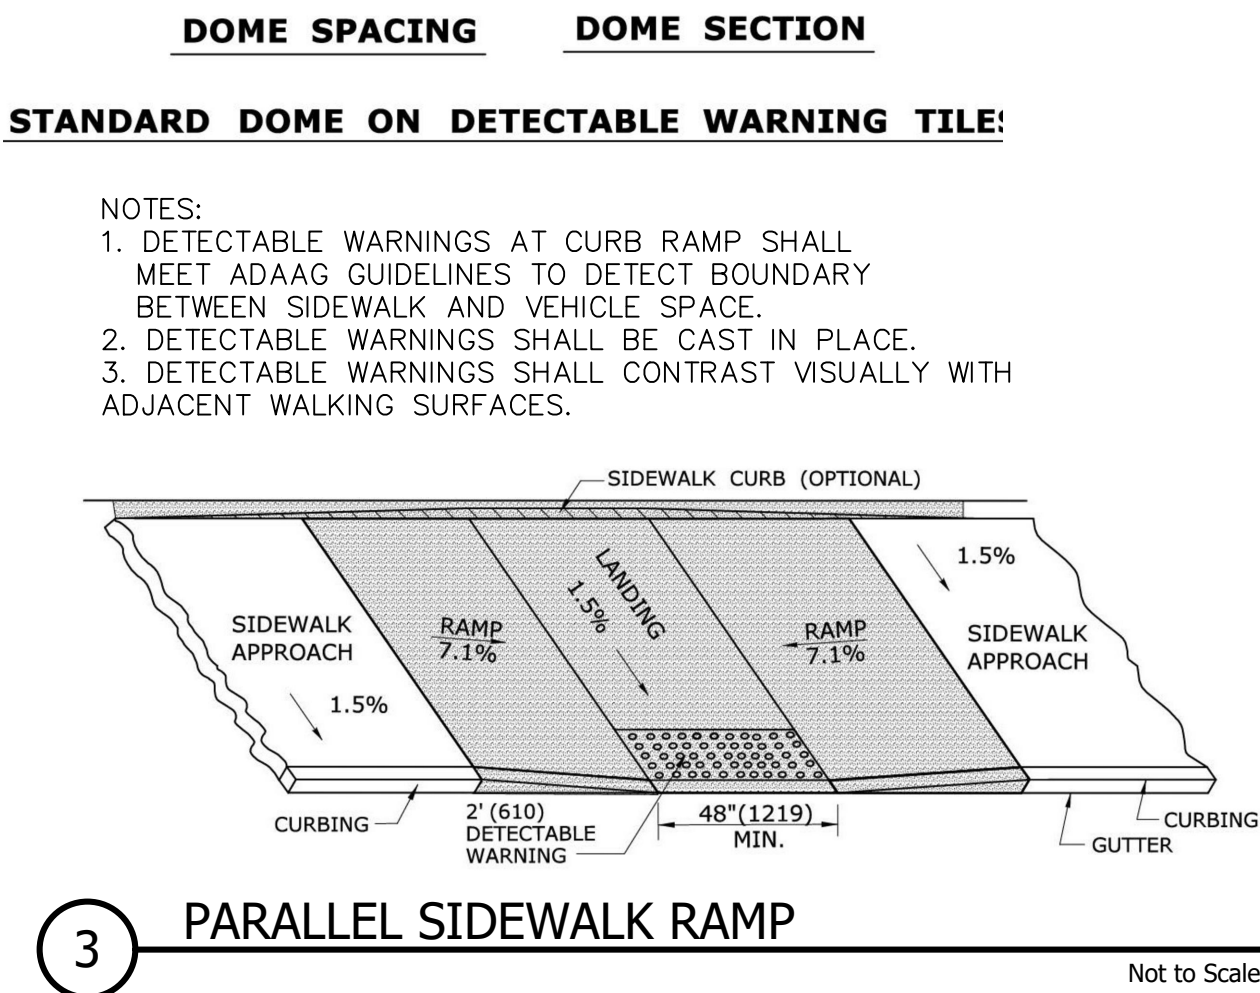 DOME SPACING
DOME SECTION
STANDARD DOME ON DETECTABLE WARNING TILES
NOTES:
1. DETECTABLE WARNINGS AT CURB RAMP SHALL
MEET ADAAG GUIDELINES TO DETECT BOUNDARY
BETWEEN SIDEWALK AND VEHICLE SPACE.
2. DETECTABLE WARNINGS SHALL BE CAST IN PLACE.
3. DETECTABLE WARNINGS SHALL CONTRAST VISUALLY WITH
ADJACENT WALKING SURFACES.
SIDEWALK CURB (OPTIONAL)
1.5%
LANDING
1.5%
SIDEWALK
APPROACH
RAMP
7.1%
RAMP
7.1%
SIDEWALK
APPROACH
1.5%
CURBING
2' (610)
DETECTABLE
WARNING
48"(1219)
MIN.
CURBING
GUTTER
3
PARALLEL SIDEWALK RAMP
Not to Scale